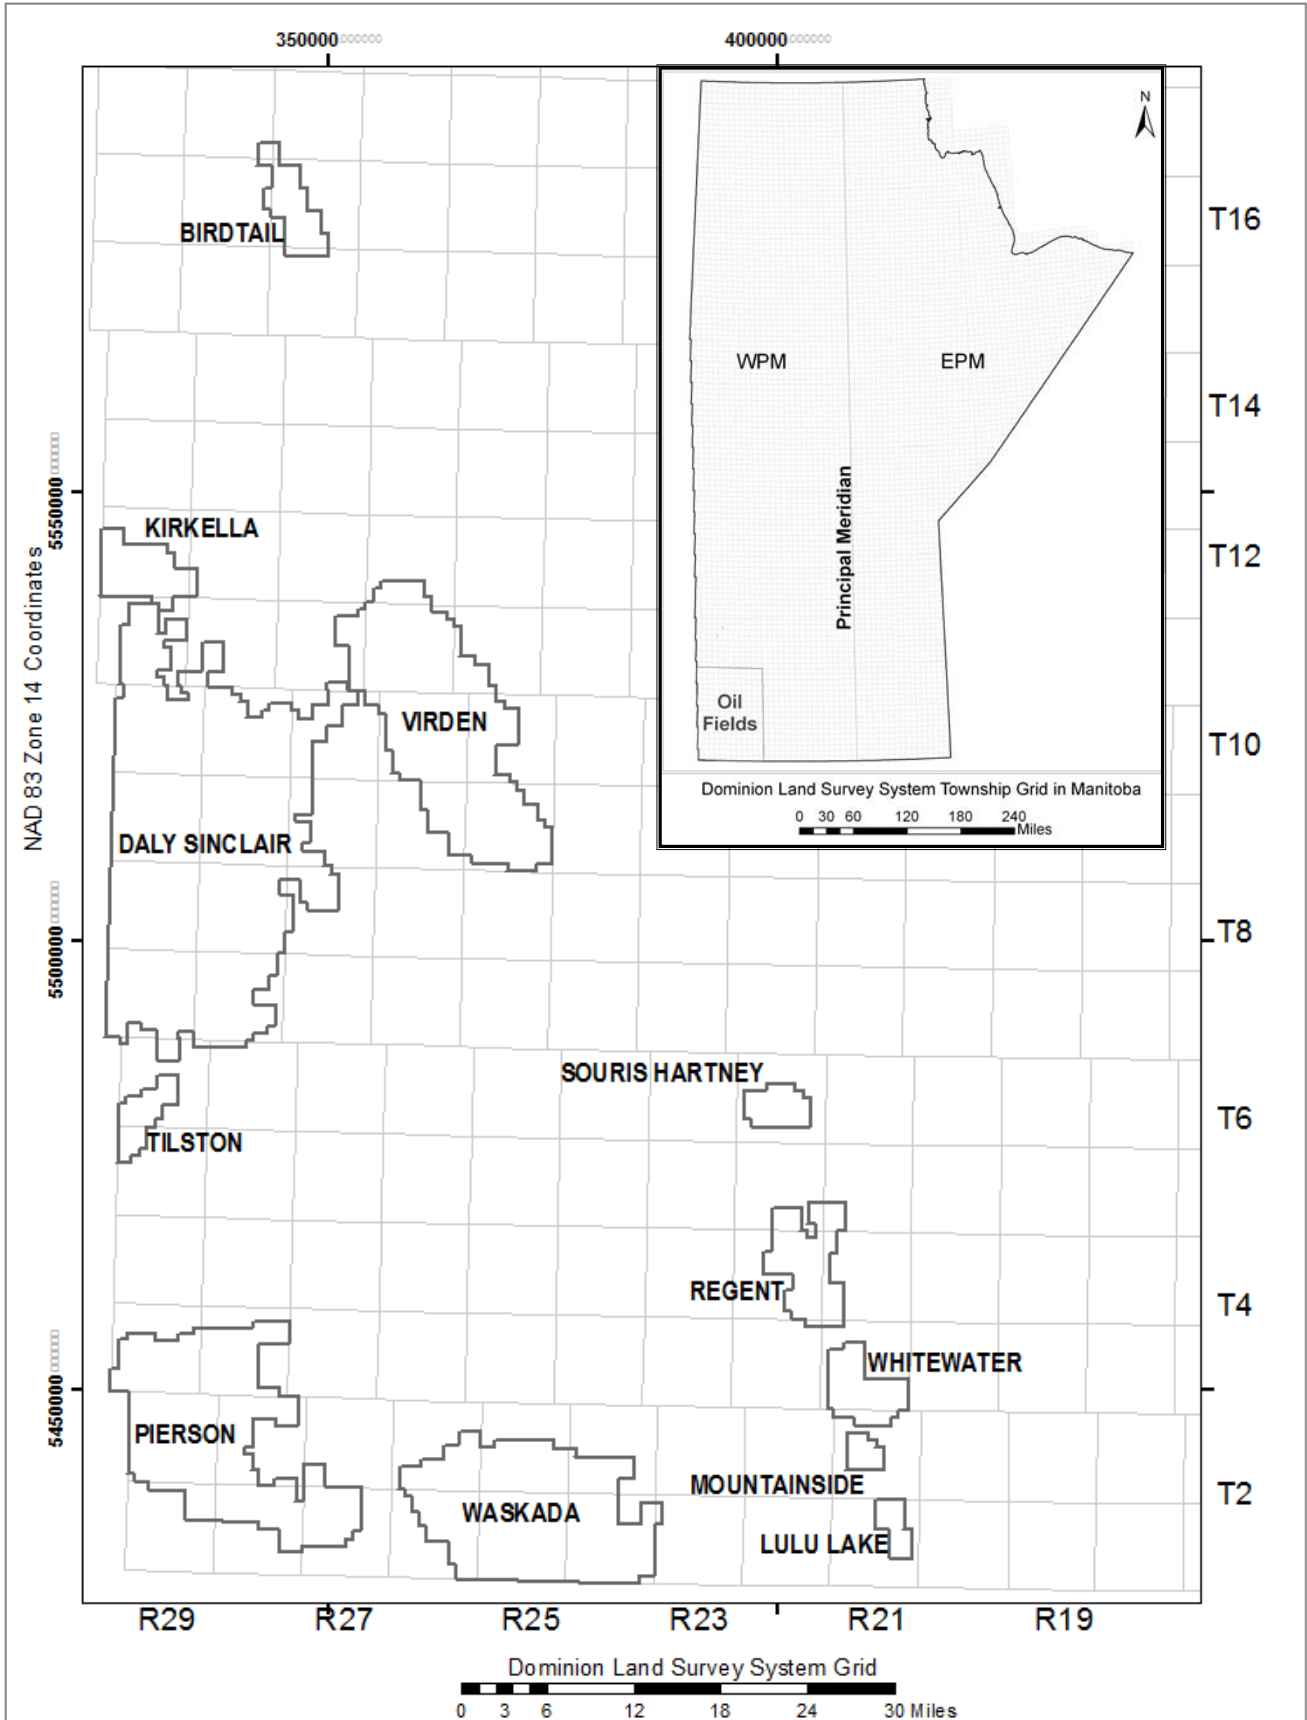 350000
400000
N
T16
BIRDTAIL
WPM
EPM
T14
5550000
KIRKELLA
T12
Principal Meridian
NAD 83 Zone 14 Coordinates
Oil
Fields
VIRDEN
T10
Dominion Land Survey System Township Grid in Manitoba
0 30 60 120 180 240
Miles
DALY SINCLAIR
5500000
T8
SOURIS HARTNEY
T6
TILSTON
REGENT
T4
WHITEWATER
5450000
PIERSON
MOUNTAINSIDE
T2
WASKADA
LULU LAKE
R29 R27 R25 R23 R21 R19
Dominion Land Survey System Grid
0 3 6 12 18 24 30 Miles